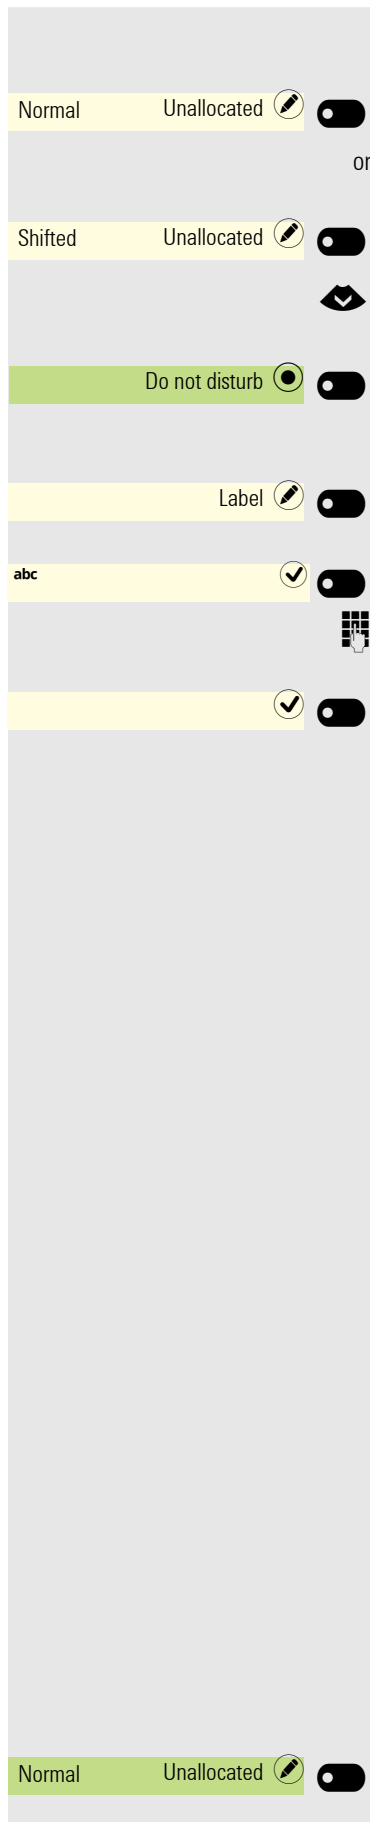 Normal Unallocated
or
Shifted Unallocated
Do not disturb
Label
abc
Normal Unallocated